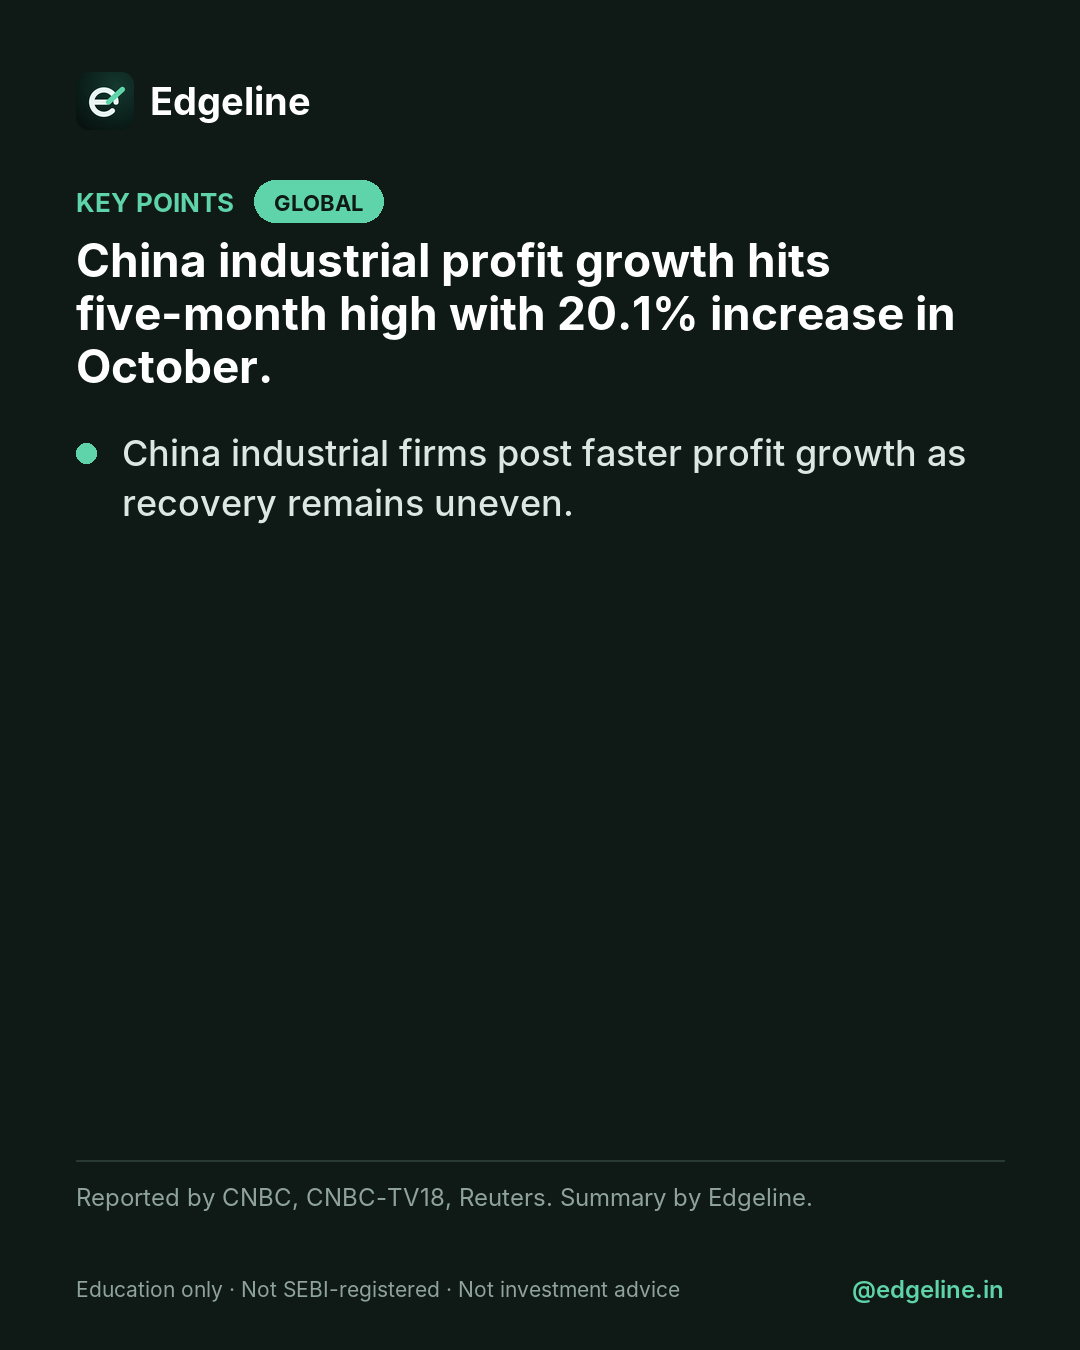 Edgeline
KEY POINTS GLOBAL
China industrial profit growth hits
five-month high with 20.1% increase in
October.
China industrial firms post faster profit growth as
recovery remains uneven.
Reported by CNBC, CNBC-TV18, Reuters. Summary by Edgeline.
Education only · Not SEBI-registered · Not investment advice @edgeline.in